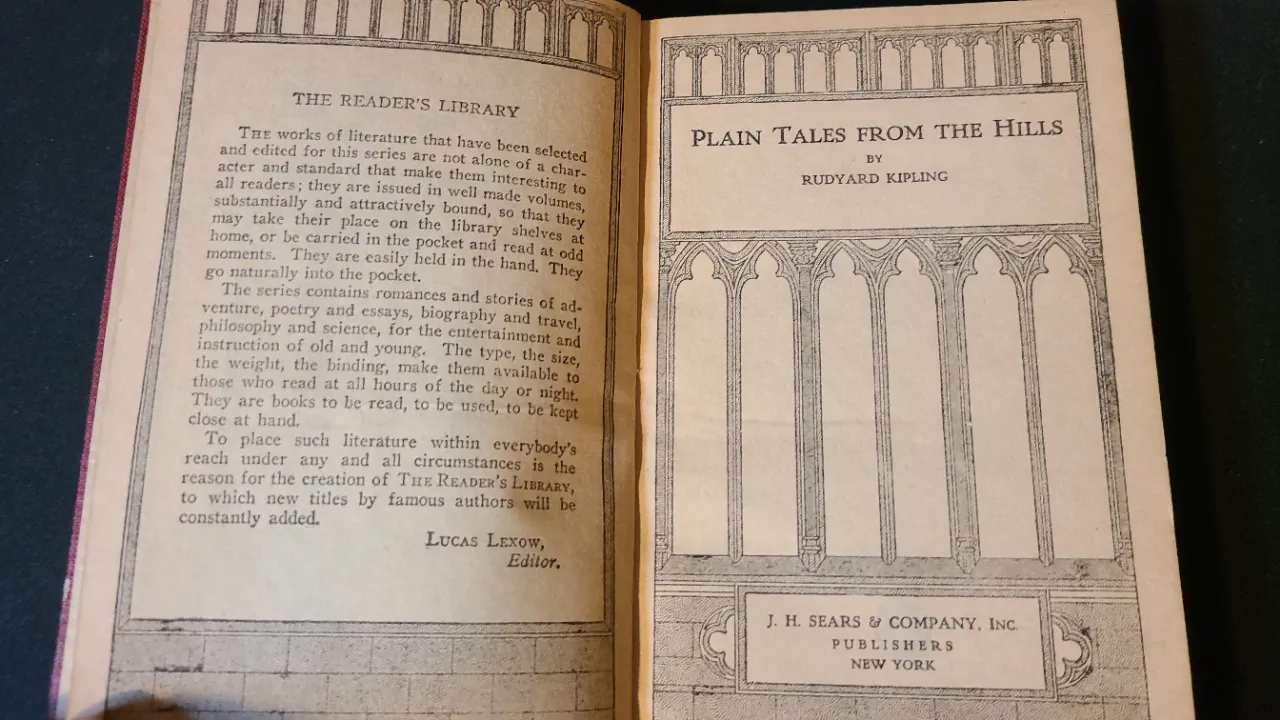 THE READER'S LIBRARY
THE works of literature that have been selected
and edited for this series are not alone of a char-
acter and standard that make them interesting to
all readers; they are issued in well made volumes,
substantially and attractively bound, so that they
may take their place on the library shelves at
home, or be carried in the pocket and read at odd
moments. They are easily held in the hand. They
go naturally into the pocket.
The series contains romances and stories of ad-
venture, poetry and essays, biography and travel,
philosophy and science, for the entertainment and
instruction of old and young. The type, the size,
the weight, the binding, make them available to
those who read at all hours of the day or night.
They are books to be read, to be used, to be kept
close at hand.
To place such literature within everybody's
reach under any and all circumstances is the
reason for the creation of THE READER'S LIBRARY,
to which new titles by famous authors will be
constantly added.
LUCAS LEXOW,
Editor.
PLAIN TALES FROM THE HILLS
BY
RUDYARD KIPLING
J. H. SEARS & COMPANY, INC.
PUBLISHERS
NEW YORK